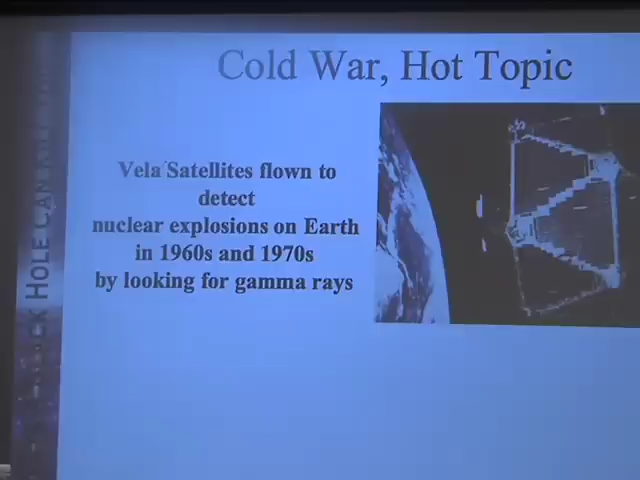 Cold War, Hot Topic
Vela Satellites flown to
detect
nuclear explosions on Earth
in 1960s and 1970s
by looking for gamma rays
HOLE